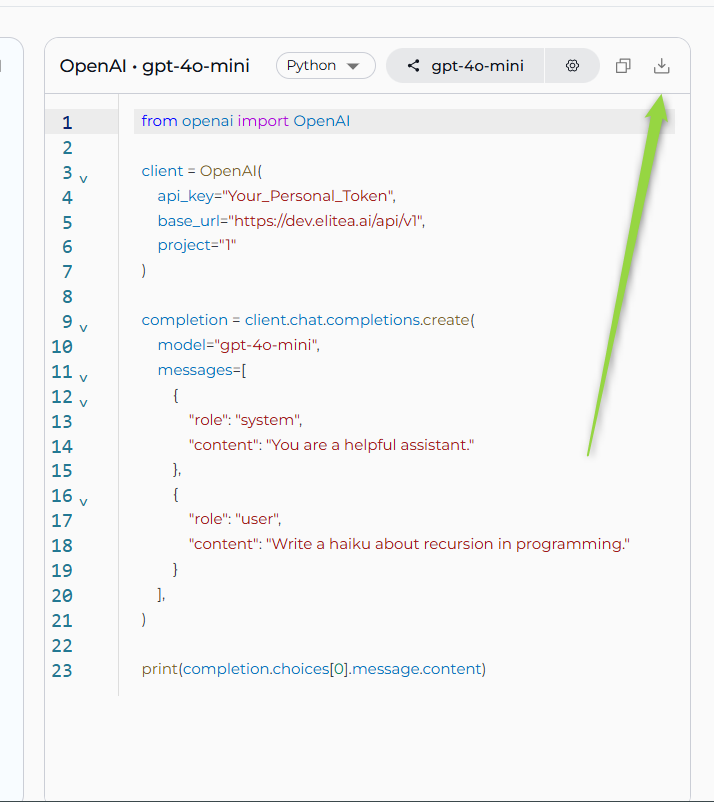 OpenAI • gpt-4o-mini Python gpt-4o-mini
1 from openai import OpenAI
2
3 client = OpenAI(
4 api_key="Your_Personal_Token",
5 base_url="https://dev.elitea.ai/api/v1",
6 project="1"
7 )
8
9 completion = client.chat.completions.create(
10 model="gpt-4o-mini",
11 messages=[
12 {
13 "role": "system",
14 "content": "You are a helpful assistant."
15 },
16 {
17 "role": "user",
18 "content": "Write a haiku about recursion in programming."
19 }
20 ],
21 )
22
23 print(completion.choices[0].message.content)